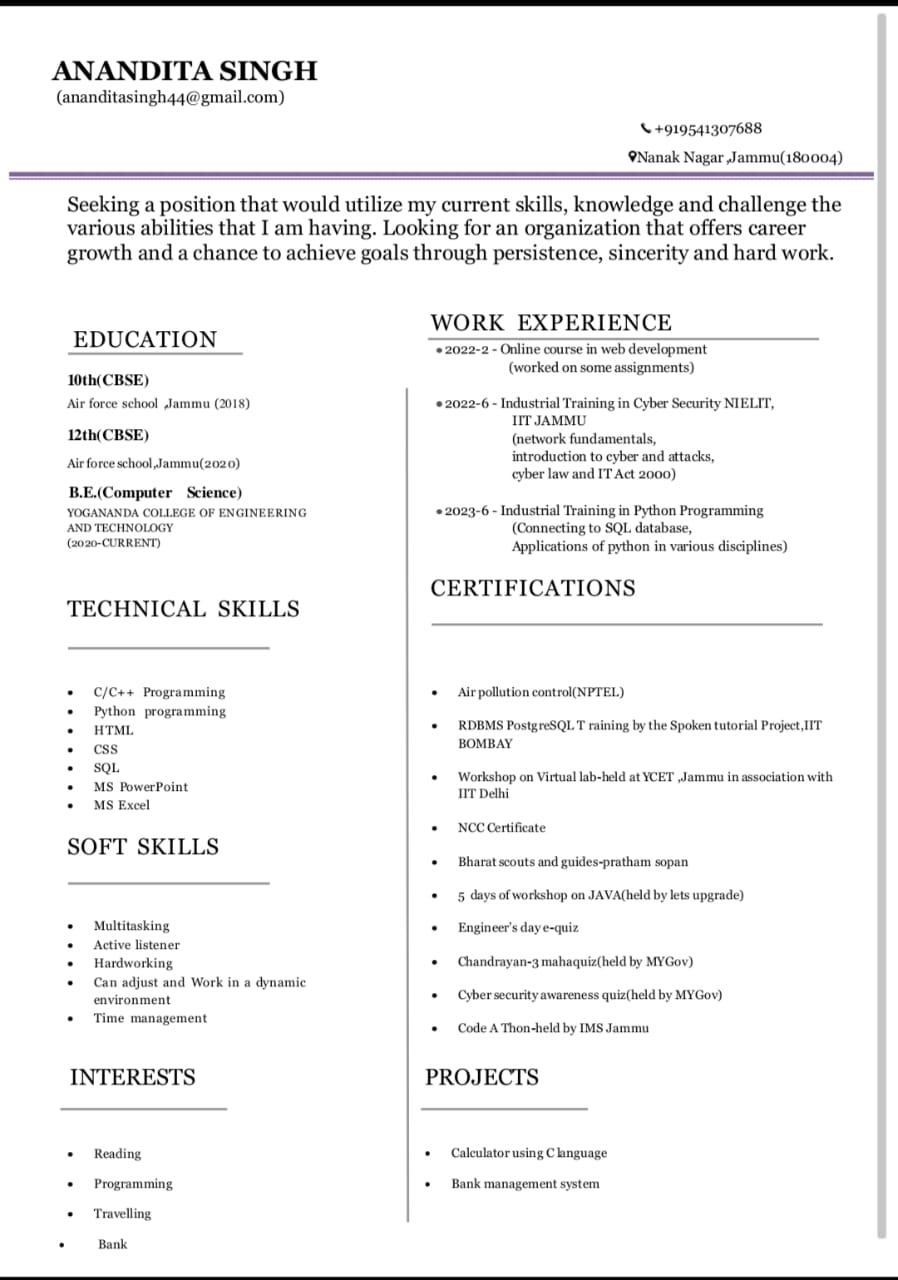 ANANDITA SINGH
(ananditasingh44@gmail.com)
+919541307688
Nanak Nagar ,Jammu(180004)
Seeking a position that would utilize my current skills, knowledge and challenge the
various abilities that I am having. Looking for an organization that offers career
growth and a chance to achieve goals through persistence, sincerity and hard work.
EDUCATION
10th(CBSE)
Air force school ,Jammu (2018)
12th(CBSE)
Air force school,Jammu(2020)
B.E.(Computer Science)
YOGANANDA COLLEGE OF ENGINEERING
AND TECHNOLOGY
(2020-CURRENT)
TECHNICAL SKILLS
• C/C++ Programming
• Python programming
• HTML
• CSS
• SQL
• MS PowerPoint
• MS Excel
SOFT SKILLS
• Multitasking
• Active listener
• Hardworking
• Can adjust and Work in a dynamic
environment
• Time management
INTERESTS
• Reading
• Programming
• Travelling
• Bank
WORK EXPERIENCE
• 2022-2 - Online course in web development
(worked on some assignments)
• 2022-6 - Industrial Training in Cyber Security NIELIT,
IIT JAMMU
(network fundamentals,
introduction to cyber and attacks,
cyber law and IT Act 2000)
• 2023-6 - Industrial Training in Python Programming
(Connecting to SQL database,
Applications of python in various disciplines)
CERTIFICATIONS
• Air pollution control(NPTEL)
• RDBMS PostgreSQL T raining by the Spoken tutorial Project,IIT
BOMBAY
• Workshop on Virtual lab-held at YCET ,Jammu in association with
IIT Delhi
• NCC Certificate
• Bharat scouts and guides-pratham sopan
• 5 days of workshop on JAVA(held by lets upgrade)
• Engineer's day e-quiz
• Chandrayan-3 mahaquiz(held by MYGov)
• Cyber security awareness quiz(held by MYGov)
• Code A Thon-held by IMS Jammu
PROJECTS
• Calculator using C language
• Bank management system